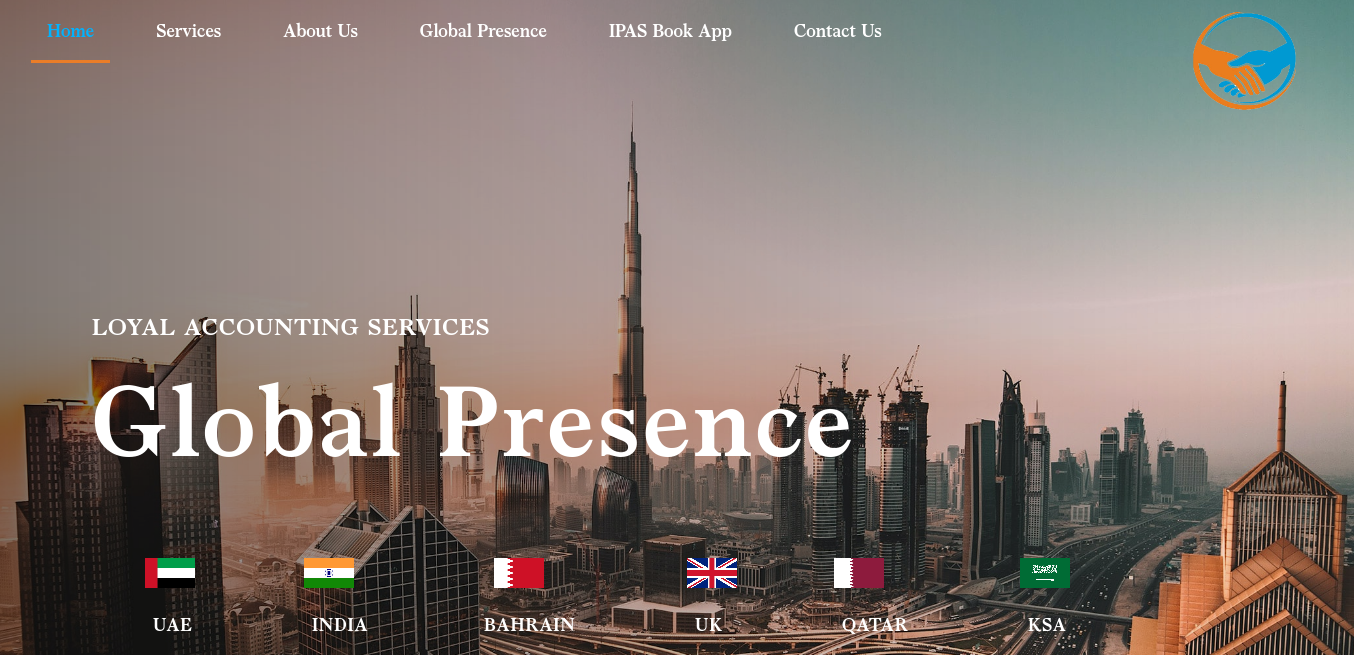 Home Services About Us Global Presence IPAS Book App Contact Us
LOYAL ACCOUNTING SERVICES
Global Presence
UAE INDIA BAHRAIN UK QATAR KSA